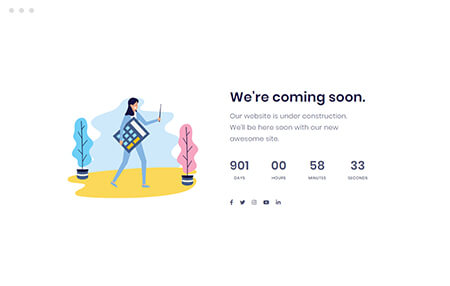 We're coming soon.
Our website is under construction.
We'll be here soon with our new
awesome site.
901 00 58 33
DAYS HOURS MINUTES SECONDS